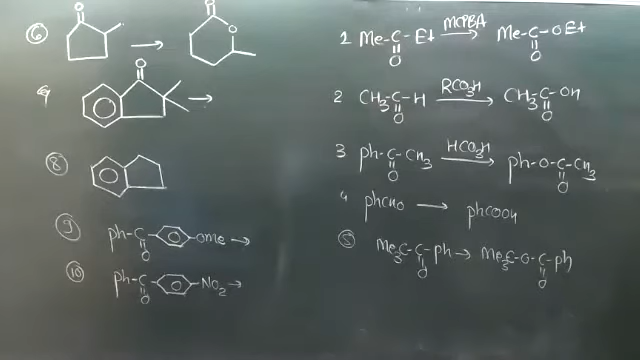 6 O → O O
1 Me-C-Et MCPBA → Me-C-OEt
O O
9 O →
2 CH3-C-H RCO3H → CH3-C-OH
O O
8
3 ph-C-CH3 HCO3H → ph-O-C-CH3
O O
4 phCHO → phCOOH
9 ph-C- -OMe →
O
5 Me3C-C-ph → Me3C-O-C-ph
O O
10 ph-C- -NO2 →
O